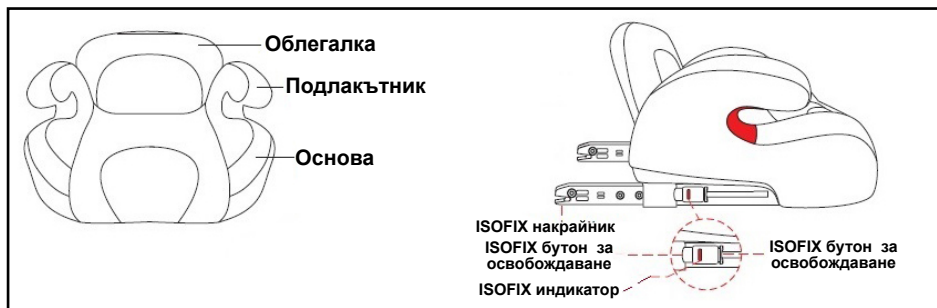 Облегалка
Подлакътник
Основа
ISOFIX накрайник
ISOFIX бутон за
освобождаване
ISOFIX индикатор
ISOFIX бутон за
освобождаване